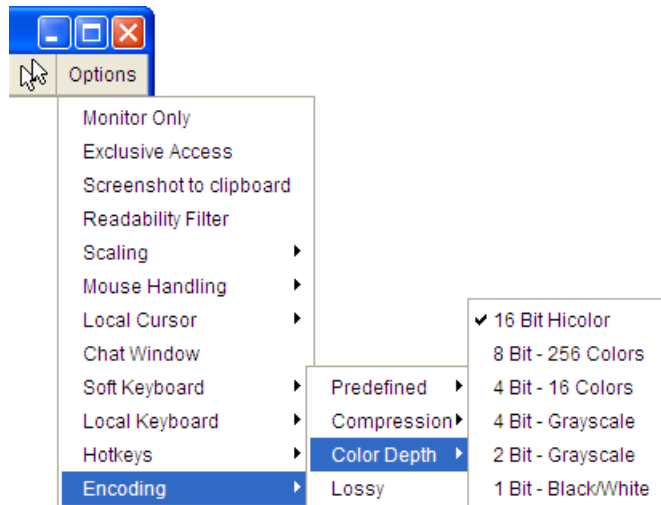 Options
Monitor Only
Exclusive Access
Screenshot to clipboard
Readability Filter
Scaling
Mouse Handling
Local Cursor
Chat Window
Soft Keyboard
Local Keyboard
Hotkeys
Encoding
Predefined
Compression
Color Depth
Lossy
16 Bit Hicolor
8 Bit - 256 Colors
4 Bit - 16 Colors
4 Bit - Grayscale
2 Bit - Grayscale
1 Bit - Black/White